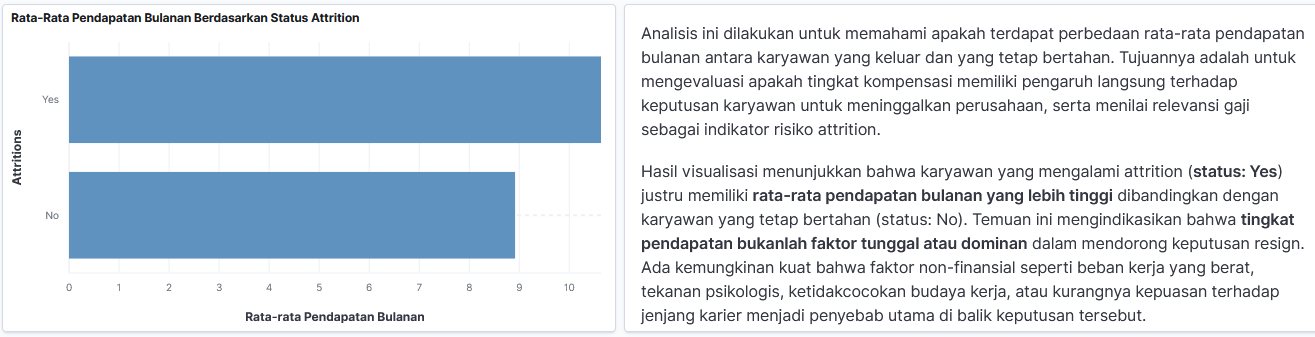 Rata-Rata Pendapatan Bulanan Berdasarkan Status Attrition
Attritions
Yes
No
0 1 2 3 4 5 6 7 8 9 10
Rata-rata Pendapatan Bulanan
Analisis ini dilakukan untuk memahami apakah terdapat perbedaan rata-rata pendapatan
bulanan antara karyawan yang keluar dan yang tetap bertahan. Tujuannya adalah untuk
mengevaluasi apakah tingkat kompensasi memiliki pengaruh langsung terhadap
keputusan karyawan untuk meninggalkan perusahaan, serta menilai relevansi gaji
sebagai indikator risiko attrition.
Hasil visualisasi menunjukkan bahwa karyawan yang mengalami attrition (status: Yes)
justru memiliki rata-rata pendapatan bulanan yang lebih tinggi dibandingkan dengan
karyawan yang tetap bertahan (status: No). Temuan ini mengindikasikan bahwa tingkat
pendapatan bukanlah faktor tunggal atau dominan dalam mendorong keputusan resign.
Ada kemungkinan kuat bahwa faktor non-finansial seperti beban kerja yang berat,
tekanan psikologis, ketidakcocokan budaya kerja, atau kurangnya kepuasan terhadap
jenjang karier menjadi penyebab utama di balik keputusan tersebut.